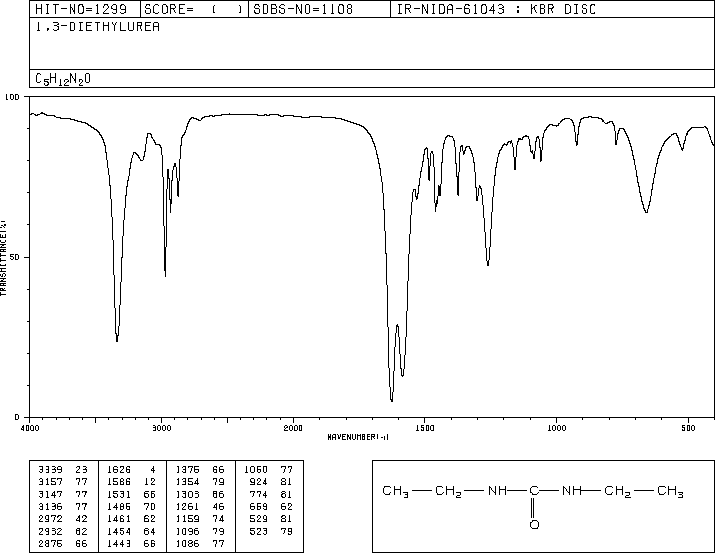 HIT-NO=1299 SCORE= ( ) SDBS-NO=1108 IR-NIDA-61043 : KBR DISC
1,3-DIETHYLUREA
C5H12N2O
100
50
0
TRANSMITTANCE(%)
4000 3000 2000 1500 1000 500
WAVENUMBER(-1)
3339 23 1626 4 1376 66 1060 77
3157 77 1586 12 1354 79 924 81
3147 77 1531 66 1303 66 774 81
3136 77 1486 70 1261 46 659 62
2972 42 1461 62 1159 74 529 81
2932 62 1454 64 1096 79 523 79
2876 66 1443 66 1086 77
CH3—CH2—NH—C—NH—CH2—CH3
O